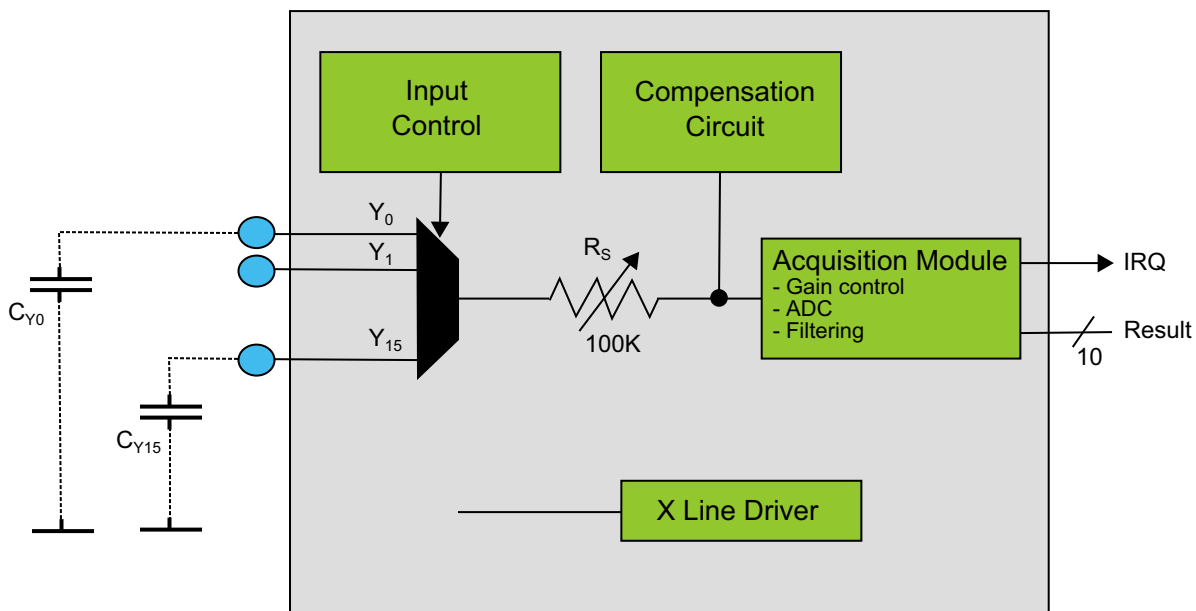 Input
Control
Compensation
Circuit
Y0
Y1
RS
Acquisition Module
- Gain control
- ADC
- Filtering
IRQ
CY0
Y15
100K
Result
10
CY15
X Line Driver